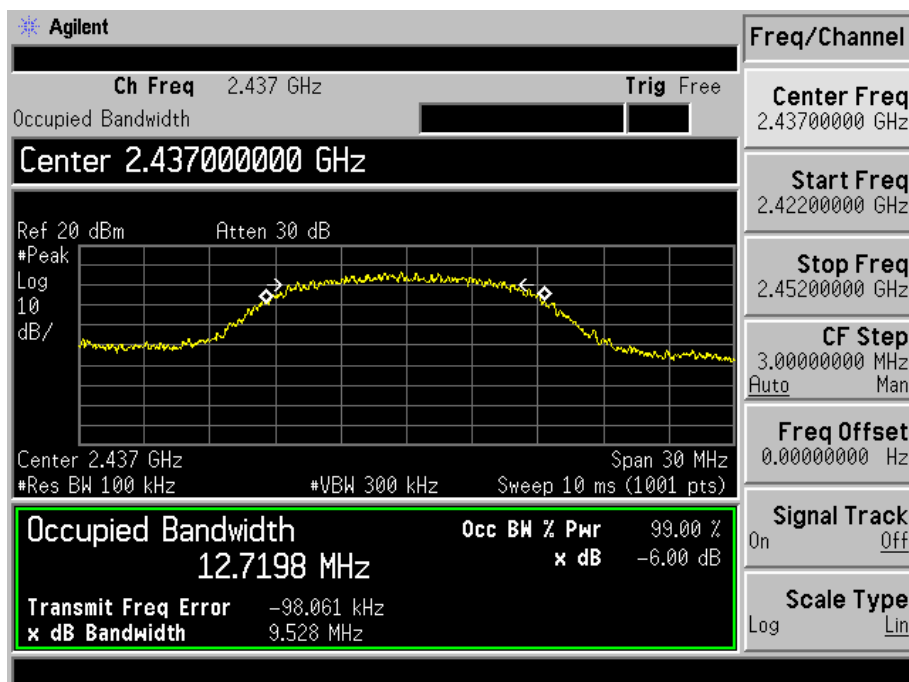 Agilent
Freq/Channel
Ch Freq 2.437 GHz Trig Free
Occupied Bandwidth
Center 2.437000000 GHz
Ref 20 dBm Atten 30 dB
#Peak
Log
10
dB/
Center 2.437 GHz Span 30 MHz
#Res BW 100 kHz #VBW 300 kHz Sweep 10 ms (1001 pts)
Occupied Bandwidth
12.7198 MHz
Occ BW % Pwr 99.00 %
x dB -6.00 dB
Transmit Freq Error -98.061 kHz
x dB Bandwidth 9.528 MHz
Center Freq
2.43700000 GHz
Start Freq
2.42200000 GHz
Stop Freq
2.45200000 GHz
CF Step
3.00000000 MHz
Auto Man
Freq Offset
0.00000000 Hz
Signal Track
On Off
Scale Type
Log Lin